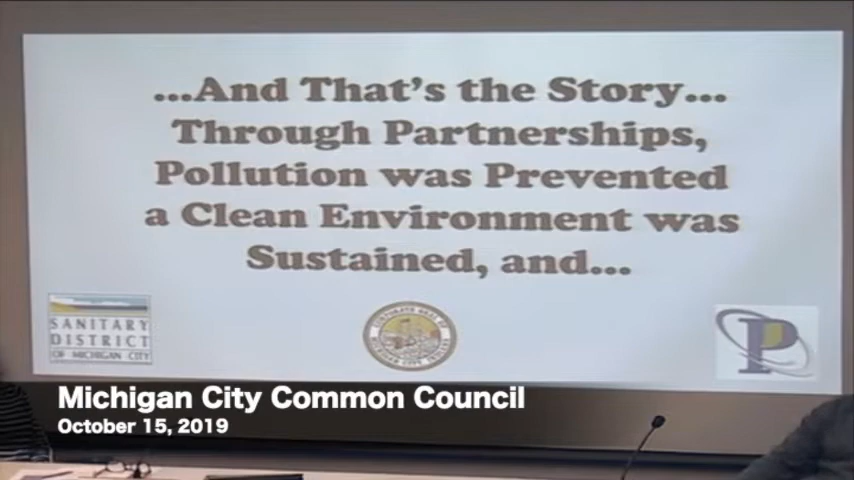 ...And That's the Story...
Through Partnerships,
Pollution was Prevented
a Clean Environment was
Sustained, and...
SANITARY
DISTRICT
OF MICHIGAN CITY
P
Michigan City Common Council
October 15, 2019